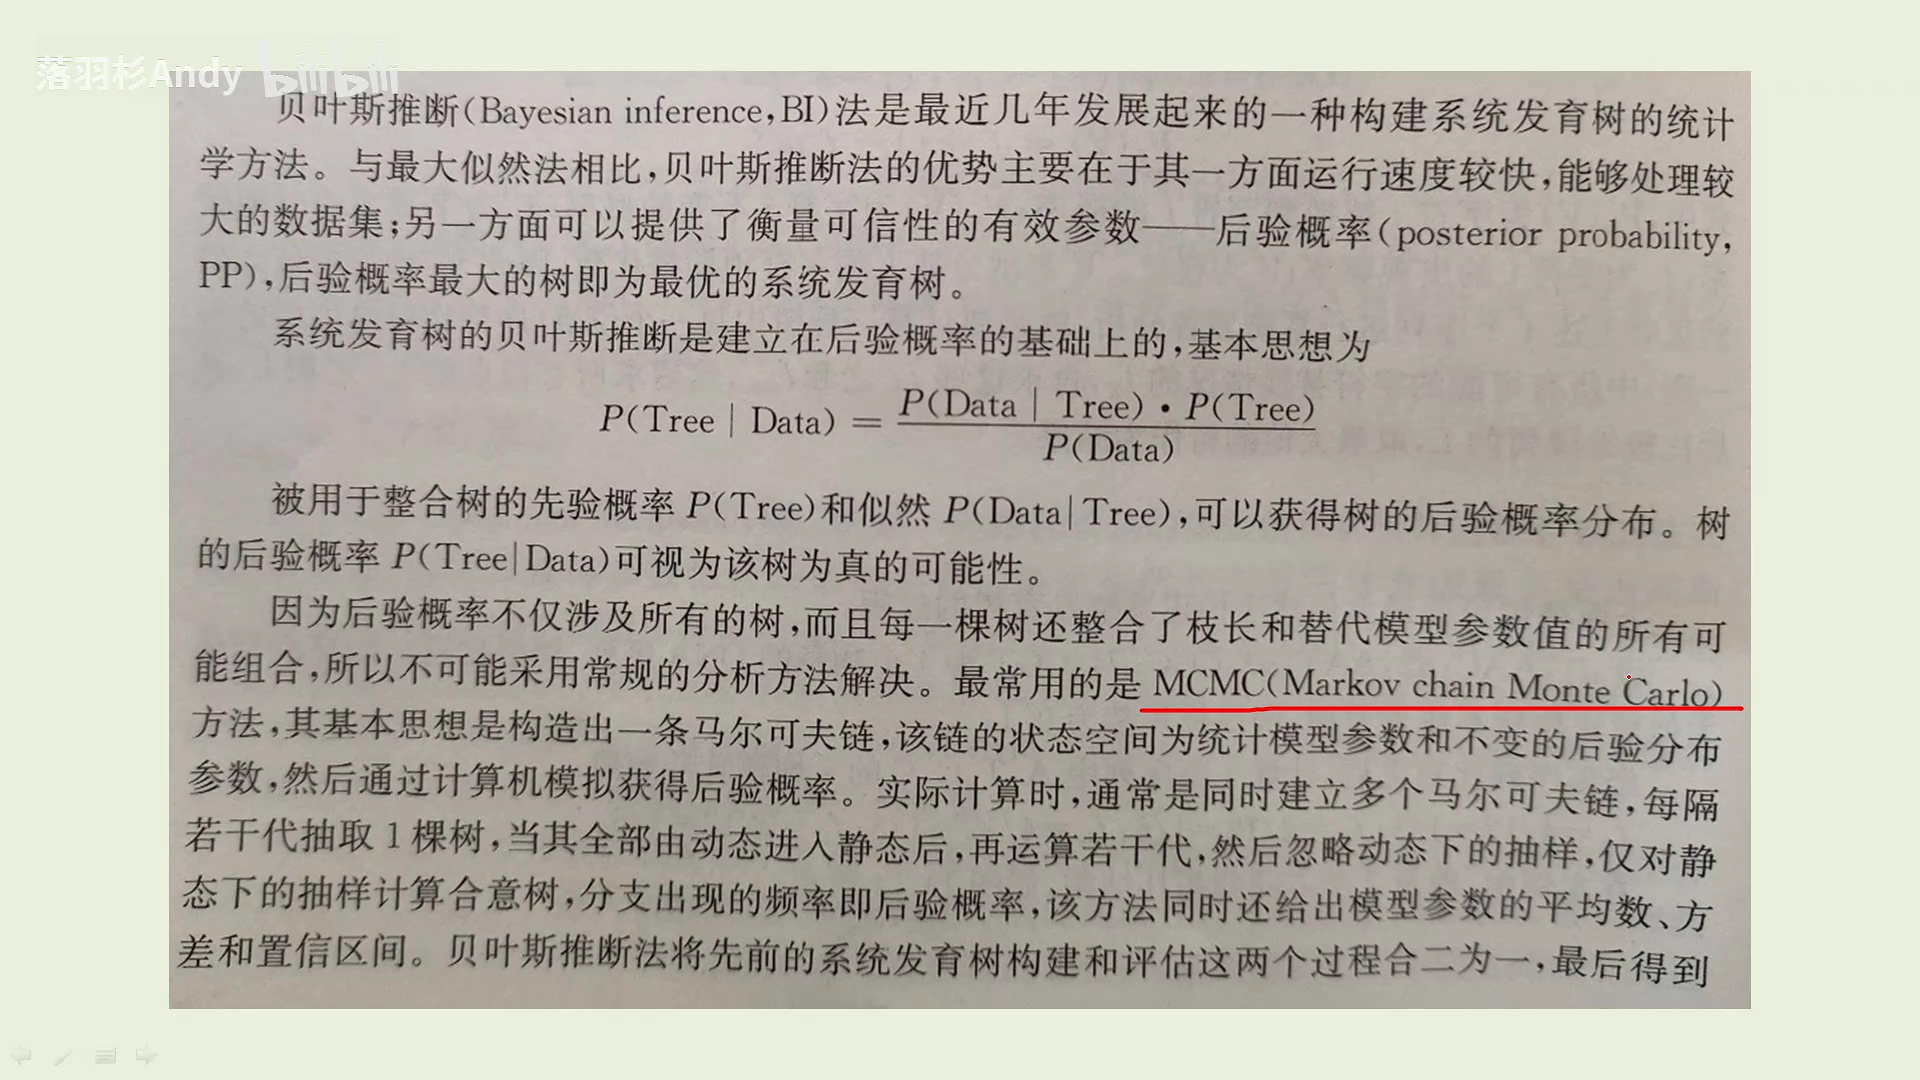 落羽杉Andy bilibili
贝叶斯推断(Bayesian inference,BI)法是最近几年发展起来的一种构建系统发育树的统计
学方法。与最大似然法相比,贝叶斯推断法的优势主要在于其一方面运行速度较快,能够处理较
大的数据集;另一方面可以提供了衡量可信性的有效参数——后验概率(posterior probability,
PP),后验概率最大的树即为最优的系统发育树。
系统发育树的贝叶斯推断是建立在后验概率的基础上的,基本思想为
P(Tree | Data) = P(Data | Tree) • P(Tree) / P(Data)
被用于整合树的先验概率 P(Tree)和似然 P(Data|Tree),可以获得树的后验概率分布。树
的后验概率 P(Tree|Data)可视为该树为真的可能性。
因为后验概率不仅涉及所有的树,而且每一棵树还整合了枝长和替代模型参数值的所有可
能组合,所以不可能采用常规的分析方法解决。最常用的是 MCMC(Markov chain Monte Carlo)
方法,其基本思想是构造出一条马尔可夫链,该链的状态空间为统计模型参数和不变的后验分布
参数,然后通过计算机模拟获得后验概率。实际计算时,通常是同时建立多个马尔可夫链,每隔
若干代抽取 1 棵树,当其全部由动态进入静态后,再运算若干代,然后忽略动态下的抽样,仅对静
态下的抽样计算合意树,分支出现的频率即后验概率,该方法同时还给出模型参数的平均数、方
差和置信区间。贝叶斯推断法将先前的系统发育树构建和评估这两个过程合二为一,最后得到